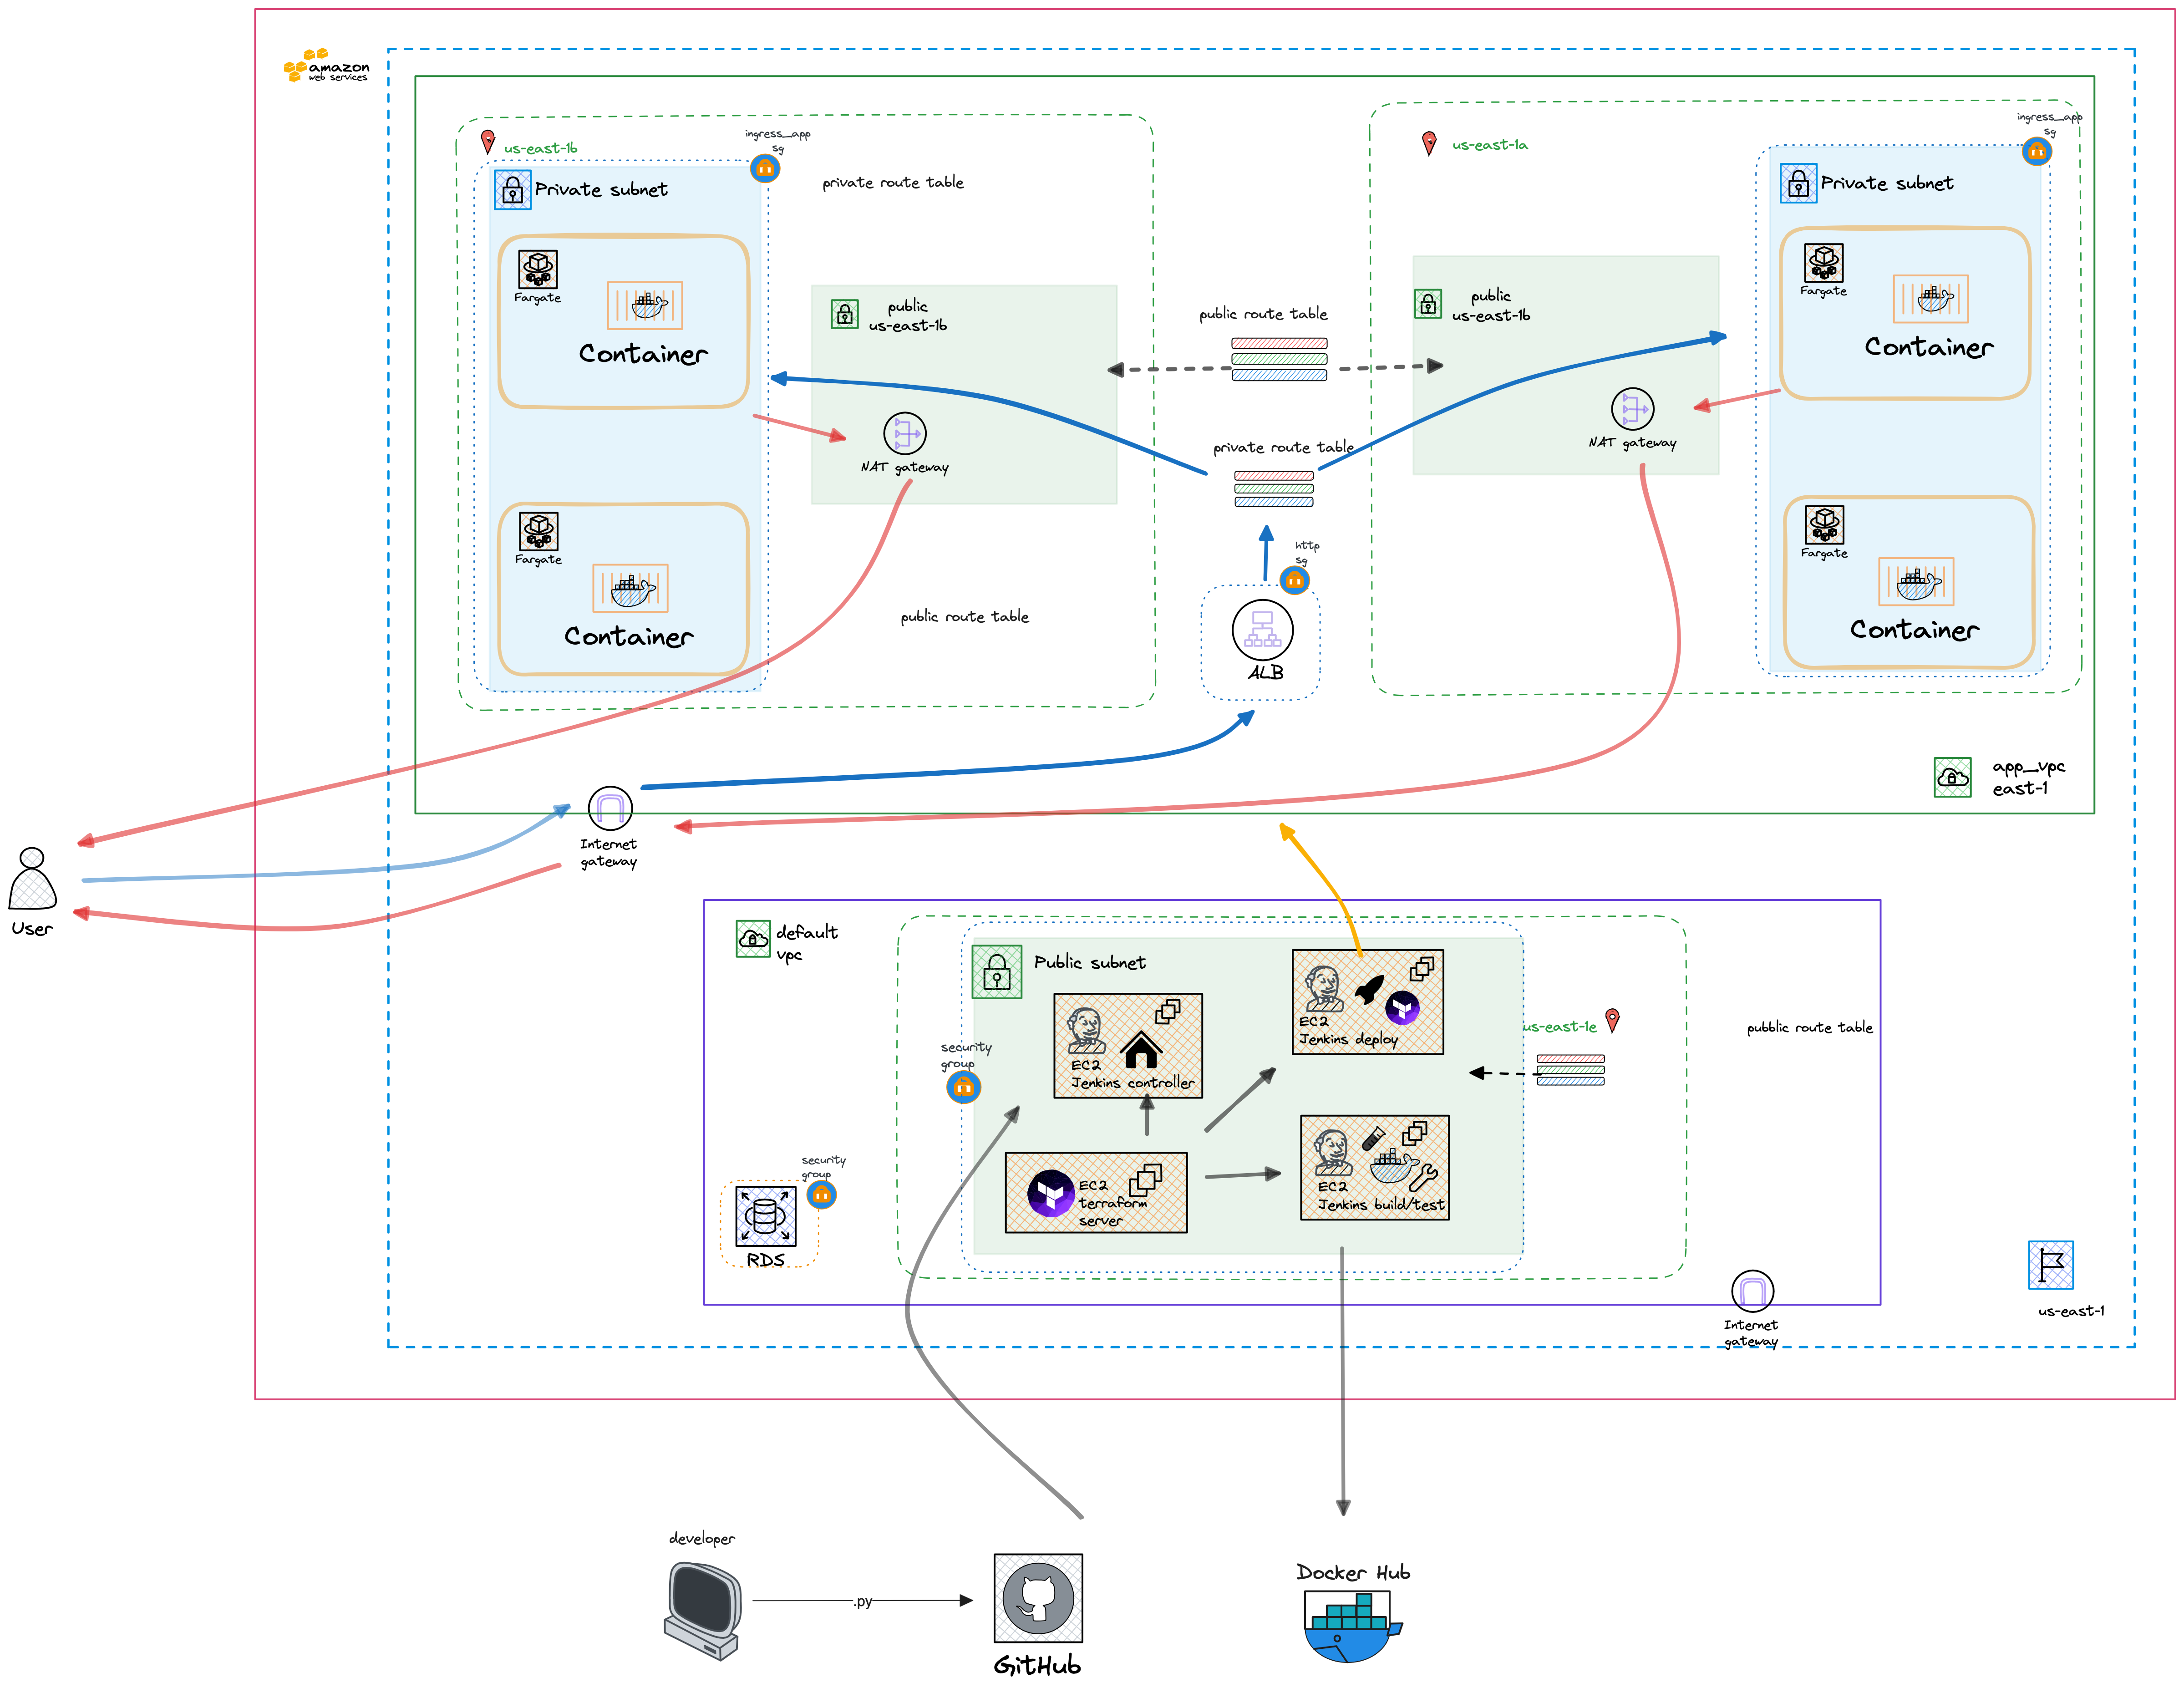 amazon
web services
us-east-1b
ingress_app
sg
Private subnet
private route table
Fargate
Container
public
us-east-1b
NAT gateway
Fargate
Container
public route table
public route table
private route table
http
sg
ALB
us-east-1a
ingress_app
sg
Private subnet
public
us-east-1b
NAT gateway
Fargate
Container
Fargate
Container
app_vpc
east-1
Internet
gateway
User
default
vpc
Public subnet
security
group
EC2
Jenkins controller
EC2
Jenkins deploy
us-east-1e
pubblic route table
EC2
terraform
server
EC2
Jenkins build/test
security
group
RDS
Internet
gateway
us-east-1
developer
.py
GitHub
Docker Hub